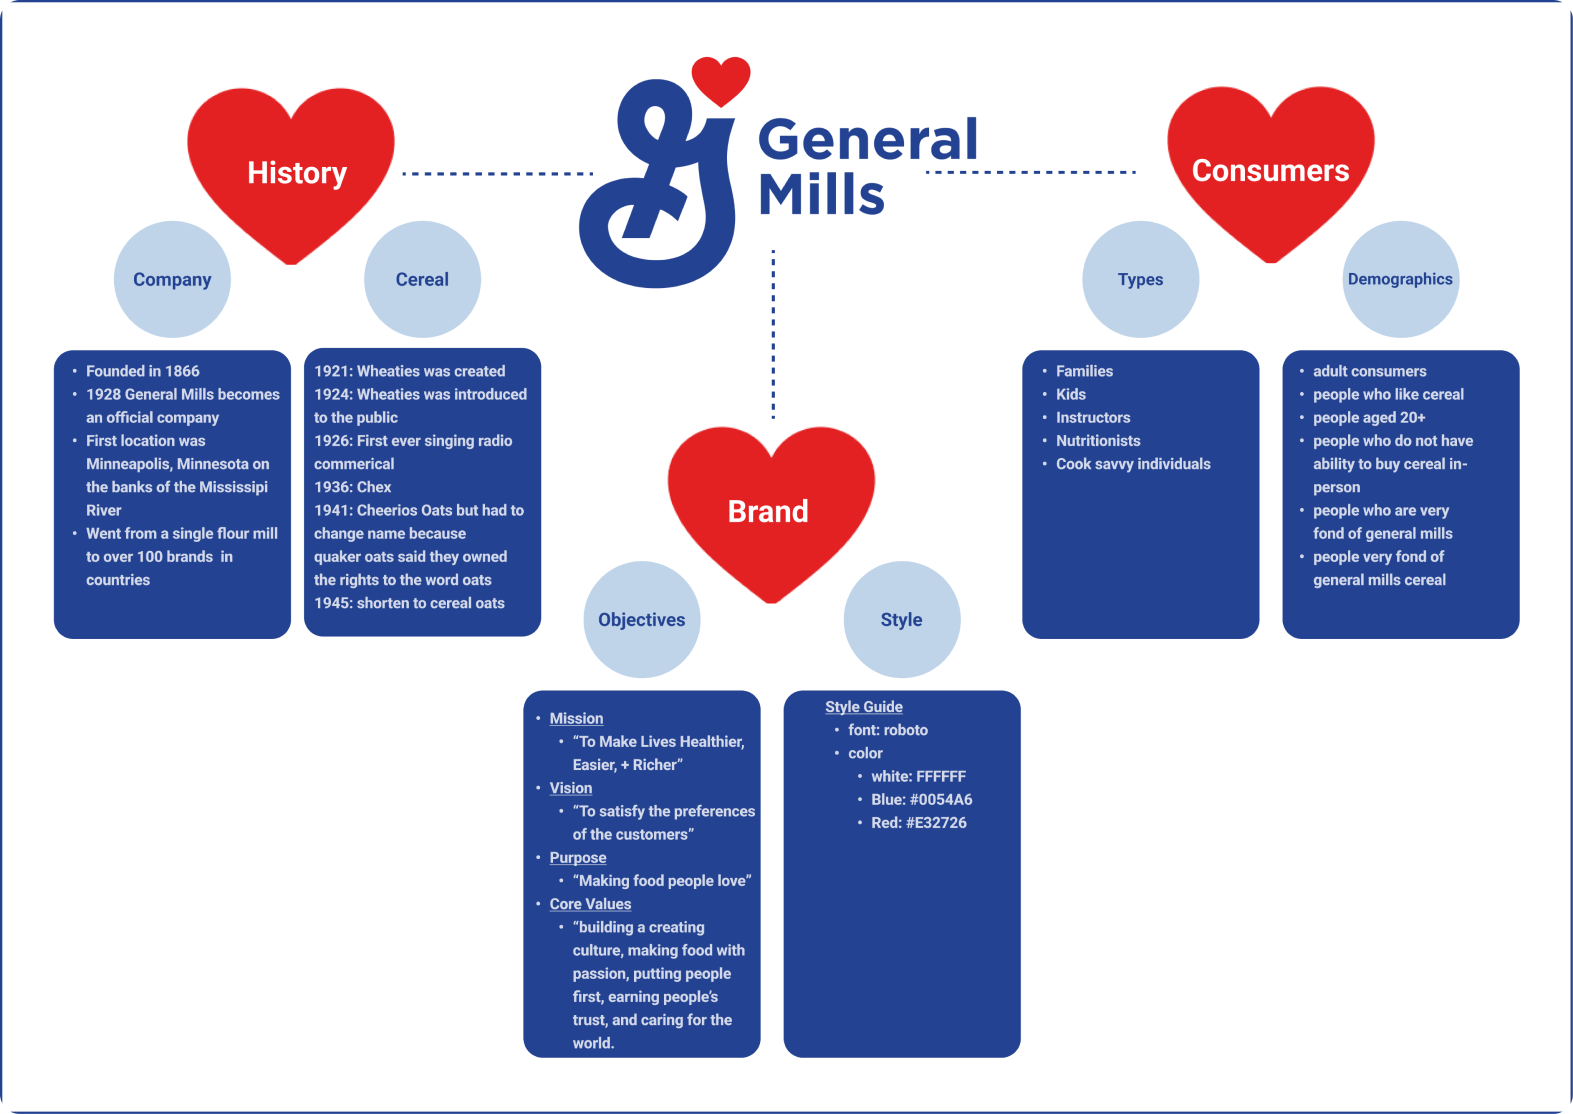 General
Mills
History
Company
• Founded in 1866
• 1928 General Mills becomes
an official company
• First location was
Minneapolis, Minnesota on
the banks of the Mississipi
River
• Went from a single flour mill
to over 100 brands in
countries
Cereal
1921: Wheaties was created
1924: Wheaties was introduced
to the public
1926: First ever singing radio
commerical
1936: Chex
1941: Cheerios Oats but had to
change name because
quaker oats said they owned
the rights to the word oats
1945: shorten to cereal oats
Brand
Objectives
• Mission
• “To Make Lives Healthier,
Easier, + Richer”
• Vision
• “To satisfy the preferences
of the customers”
• Purpose
• “Making food people love”
• Core Values
• “building a creating
culture, making food with
passion, putting people
first, earning people’s
trust, and caring for the
world.
Style
Style Guide
• font: roboto
• color
• white: FFFFFF
• Blue: #0054A6
• Red: #E32726
Consumers
Types
• Families
• Kids
• Instructors
• Nutritionists
• Cook savvy individuals
Demographics
• adult consumers
• people who like cereal
• people aged 20+
• people who do not have
ability to buy cereal in-
person
• people who are very
fond of general mills
• people very fond of
general mills cereal